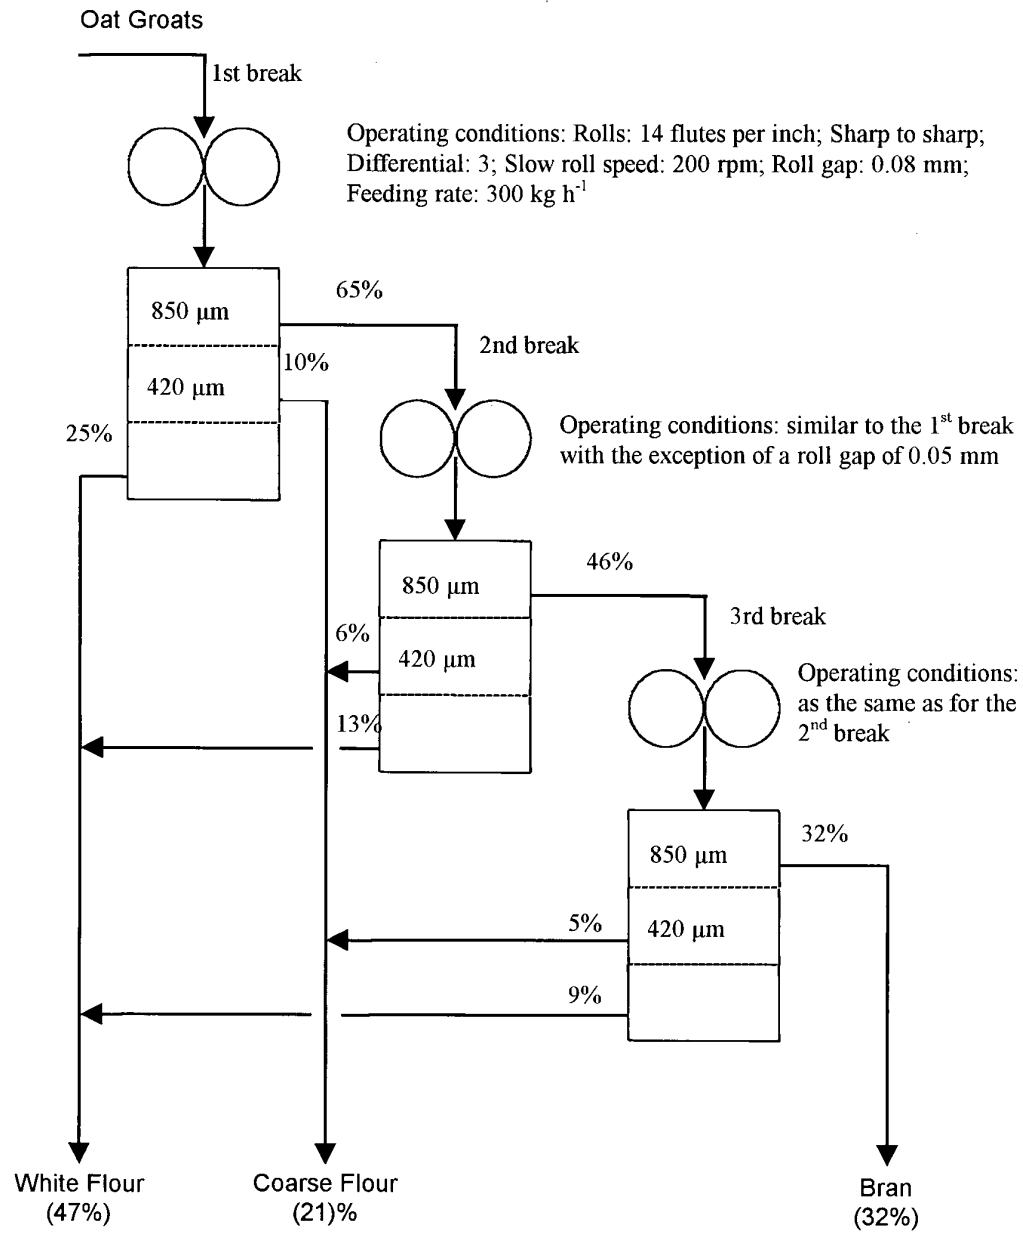 Oat Groats
1st break
Operating conditions: Rolls: 14 flutes per inch; Sharp to sharp;
Differential: 3; Slow roll speed: 200 rpm; Roll gap: 0.08 mm;
Feeding rate: 300 kg h⁻¹
850 μm
65%
2nd break
10%
420 μm
25%
Operating conditions: similar to the 1st break
with the exception of a roll gap of 0.05 mm
850 μm
46%
3rd break
6%
420 μm
13%
Operating conditions:
as the same as for the
2nd break
850 μm
32%
5%
420 μm
9%
White Flour
(47%)
Coarse Flour
(21)%
Bran
(32%)